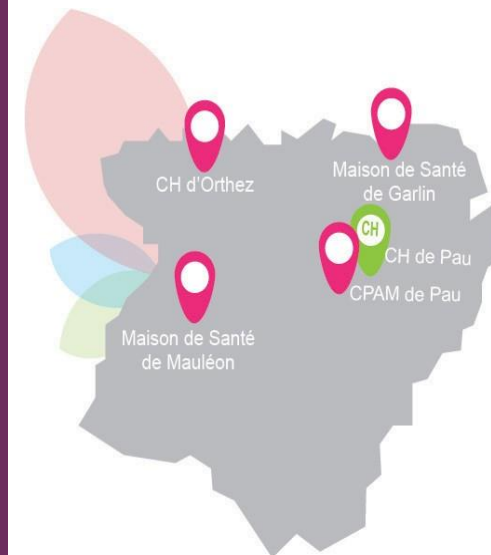 CH d'Orthez
Maison de Santé
de Garlin
CH
CH de Pau
CPAM de Pau
Maison de Santé
de Mauléon